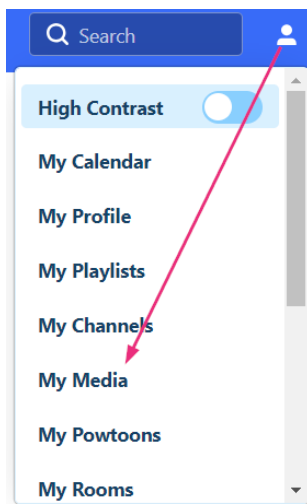 Search
High Contrast
My Calendar
My Profile
My Playlists
My Channels
My Media
My Powtoons
My Rooms